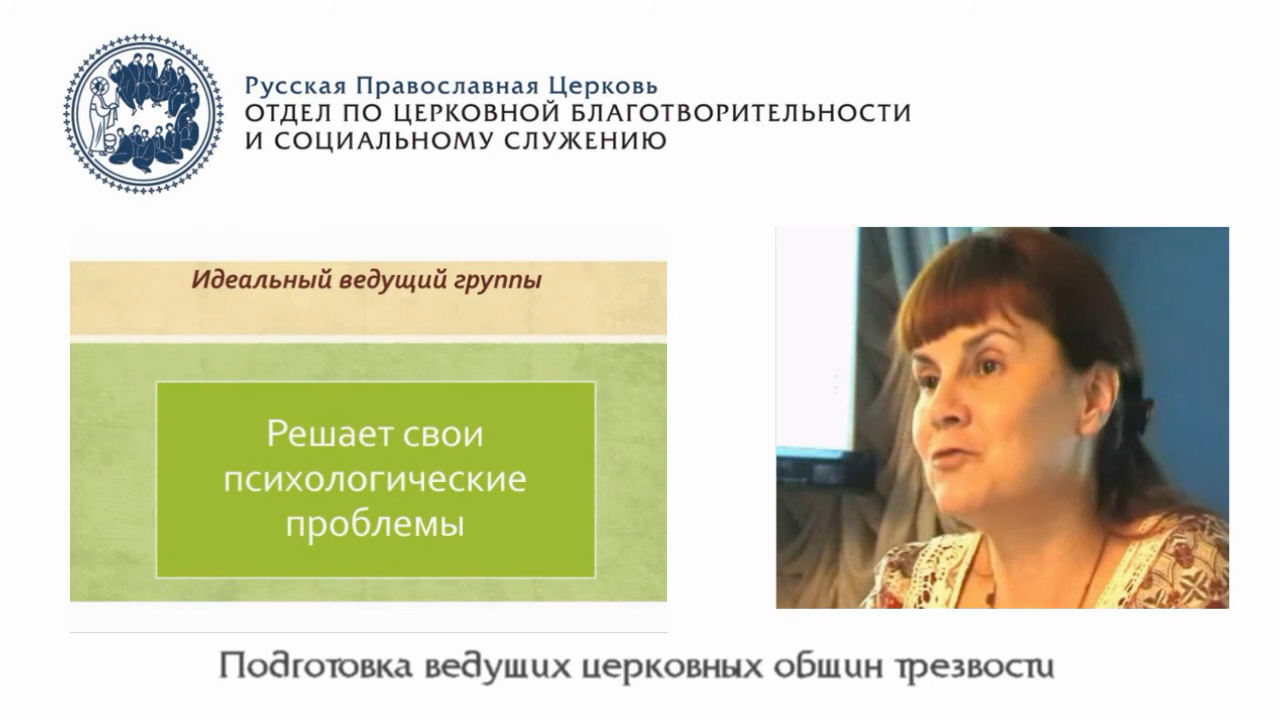 Русская Православная Церковь
ОТДЕЛ ПО ЦЕРКОВНОЙ БЛАГОТВОРИТЕЛЬНОСТИ
И СОЦИАЛЬНОМУ СЛУЖЕНИЮ
Идеальный ведущий группы
Решает свои
психологические
проблемы
Подготовка ведущих церковных общин трезвости